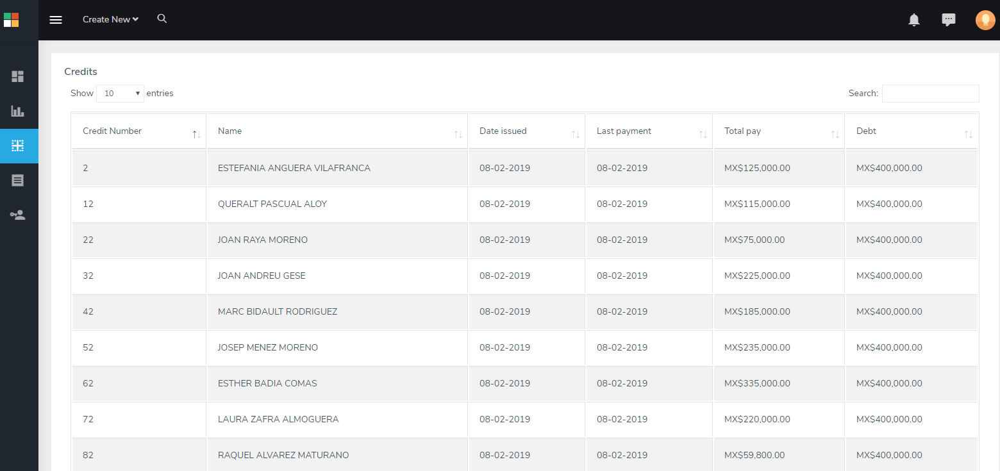 Create New
Credits
Show 10 entries Search:
Credit Number Name Date issued Last payment Total pay Debt
2 ESTEFANIA ANGUERA VILAFRANCA 08-02-2019 08-02-2019 MX$125,000.00 MX$400,000.00
12 QUERALT PASCUAL ALOY 08-02-2019 08-02-2019 MX$115,000.00 MX$400,000.00
22 JOAN RAYA MORENO 08-02-2019 08-02-2019 MX$75,000.00 MX$400,000.00
32 JOAN ANDREU GESE 08-02-2019 08-02-2019 MX$225,000.00 MX$400,000.00
42 MARC BIDAULT RODRIGUEZ 08-02-2019 08-02-2019 MX$185,000.00 MX$400,000.00
52 JOSEP MENEZ MORENO 08-02-2019 08-02-2019 MX$235,000.00 MX$400,000.00
62 ESTHER BADIA COMAS 08-02-2019 08-02-2019 MX$335,000.00 MX$400,000.00
72 LAURA ZAFRA ALMOGUERA 08-02-2019 08-02-2019 MX$220,000.00 MX$400,000.00
82 RAQUEL ALVAREZ MATURANO 08-02-2019 08-02-2019 MX$59,800.00 MX$400,000.00